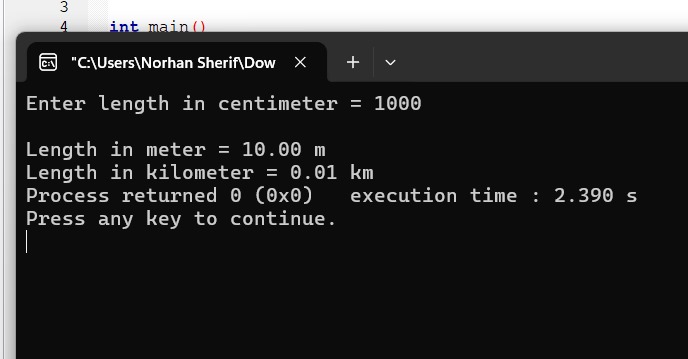 3
4 int main()
"C:\Users\Norhan Sherif\Dow
Enter length in centimeter = 1000
Length in meter = 10.00 m
Length in kilometer = 0.01 km
Process returned 0 (0x0)   execution time : 2.390 s
Press any key to continue.